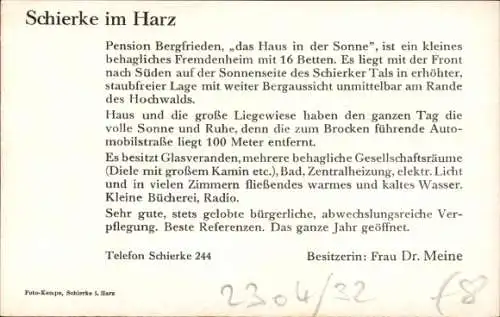 Schierke im Harz
Pension Bergfrieden, „das Haus in der Sonne", ist ein kleines
behagliches Fremdenheim mit 16 Betten. Es liegt mit der Front
nach Süden auf der Sonnenseite des Schierker Tals in erhöhter,
staubfreier Lage mit weiter Bergaussicht unmittelbar am Rande
des Hochwalds.
Haus und die große Liegewiese haben den ganzen Tag die
volle Sonne und Ruhe, denn die zum Brocken führende Auto-
mobilstraße liegt 100 Meter entfernt.
Es besitzt Glasveranden, mehrere behagliche Gesellschaftsräume
(Diele mit großem Kamin etc.), Bad, Zentralheizung, elektr. Licht
und in vielen Zimmern fließendes warmes und kaltes Wasser.
Kleine Bücherei, Radio.
Sehr gute, stets gelobte bürgerliche, abwechslungsreiche Ver-
pflegung. Beste Referenzen. Das ganze Jahr geöffnet.
Telefon Schierke 244 Besitzerin: Frau Dr. Meine
Foto-Kempe, Schierke i. Harz
2304/32 £8